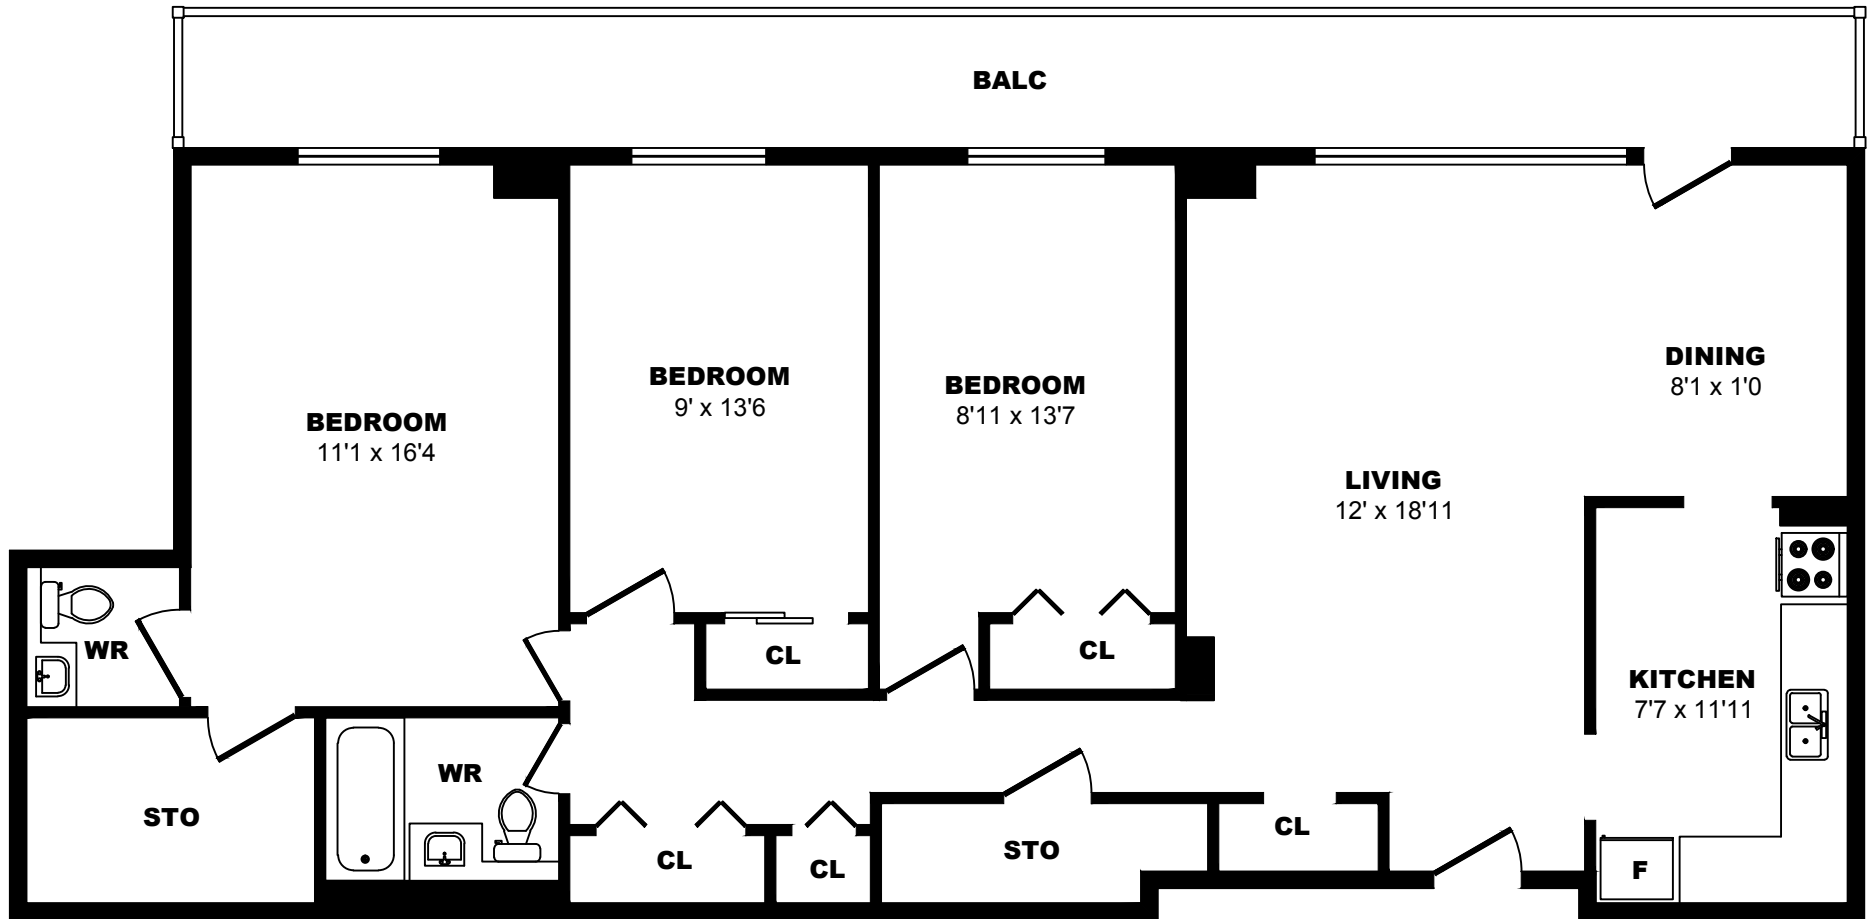 BALC
BEDROOM
11'1 x 16'4
BEDROOM
9' x 13'6
BEDROOM
8'11 x 13'7
LIVING
12' x 18'11
DINING
8'1 x 1'0
KITCHEN
7'7 x 11'11
WR
CL
CL
STO
WR
CL
CL
STO
CL
F